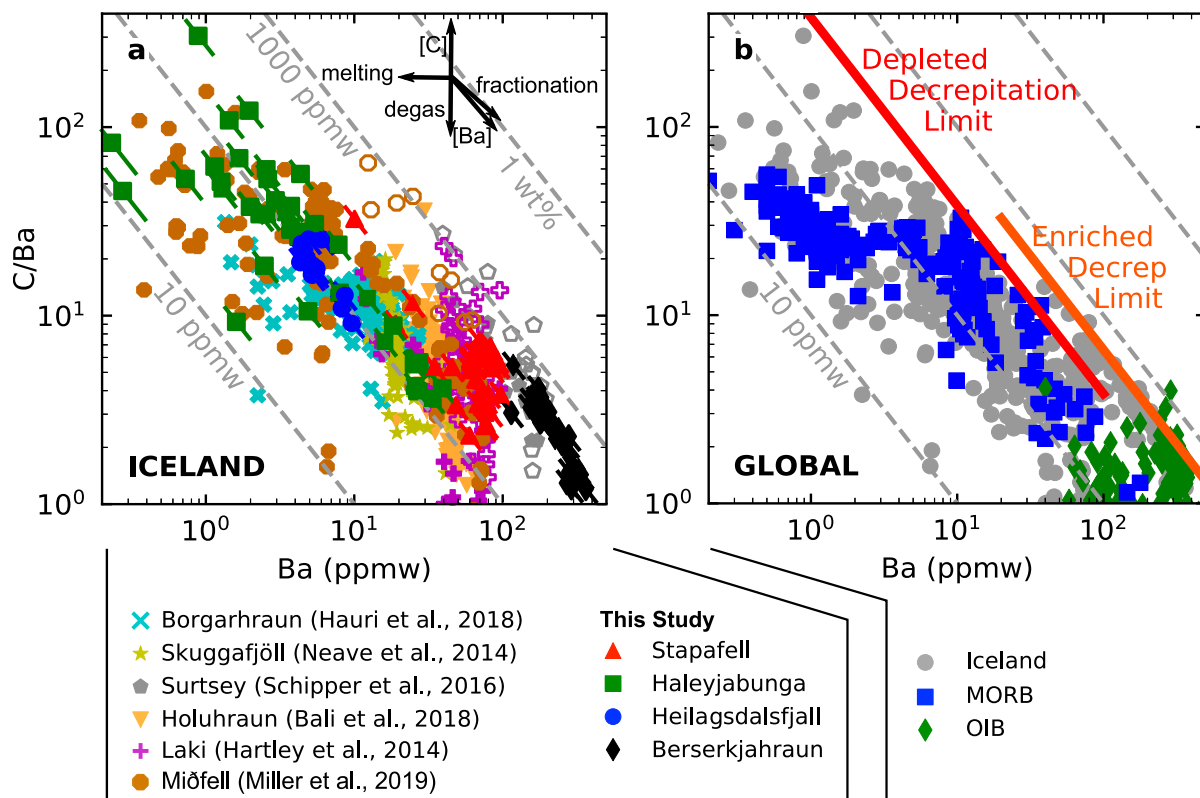 a
[C]
melting
fractionation
degas
[Ba]
1000 ppmw
1 wt%
10 ppmw
ICELAND
C/Ba
10²
10¹
10⁰
10⁰
10¹
10²
Ba (ppmw)
b
Depleted
Decrepitation
Limit
Enriched
Decrep
Limit
10 ppmw
GLOBAL
10²
10¹
10⁰
10⁰
10¹
10²
Ba (ppmw)
Borgarhraun (Hauri et al., 2018)
Skuggafjöll (Neave et al., 2014)
Surtsey (Schipper et al., 2016)
Holuhraun (Bali et al., 2018)
Laki (Hartley et al., 2014)
Miðfell (Miller et al., 2019)
This Study
Stapafell
Haleyjabunga
Heilagsdalsfjall
Berserkjahraun
Iceland
MORB
OIB